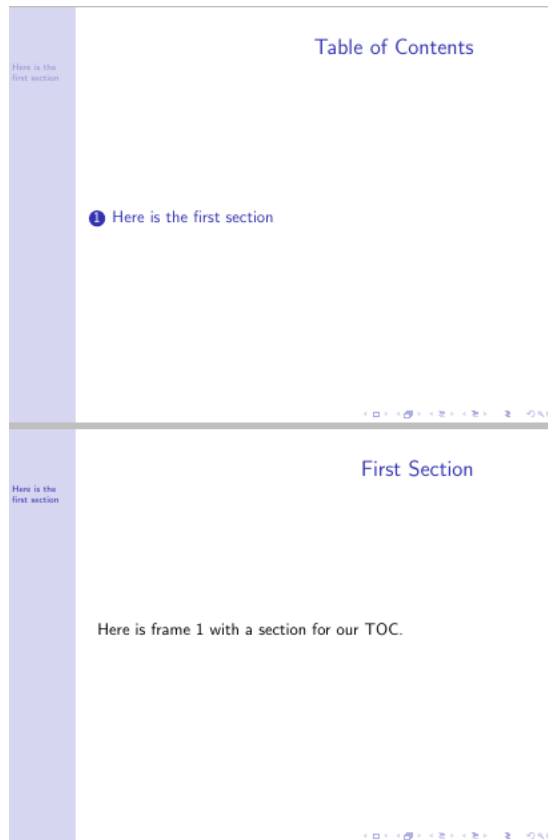 Table of Contents
Here is the
first section
1 Here is the first section
First Section
Here is the
first section
Here is frame 1 with a section for our TOC.